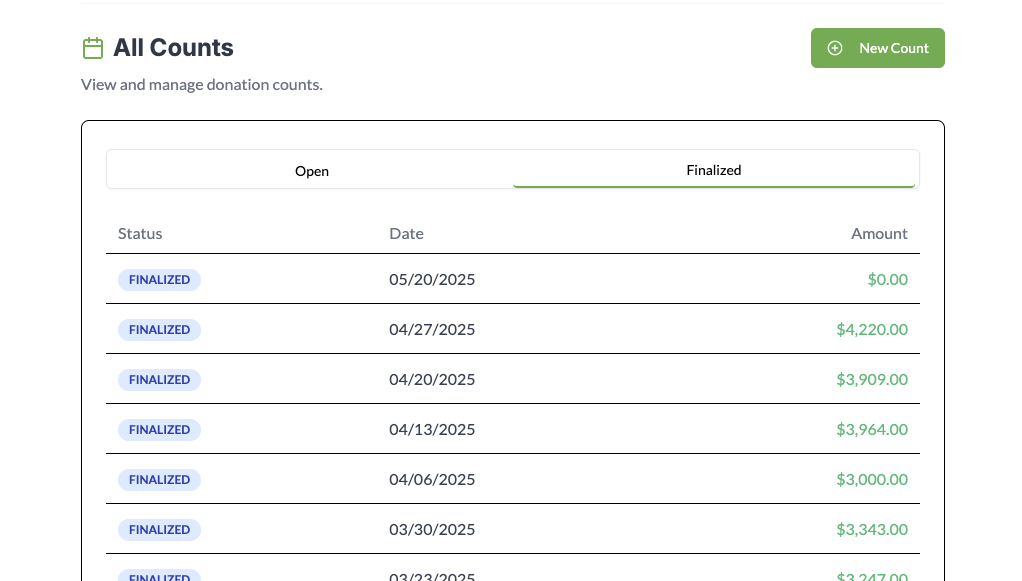 All Counts
New Count
View and manage donation counts.
Open Finalized
Status Date Amount
FINALIZED 05/20/2025 $0.00
FINALIZED 04/27/2025 $4,220.00
FINALIZED 04/20/2025 $3,909.00
FINALIZED 04/13/2025 $3,964.00
FINALIZED 04/06/2025 $3,000.00
FINALIZED 03/30/2025 $3,343.00
FINALIZED 03/23/2025 $3,247.00